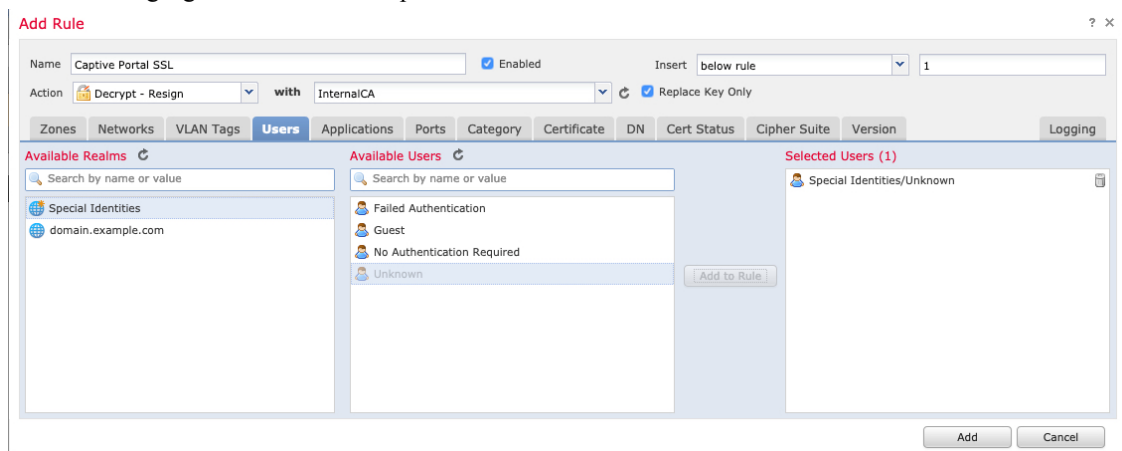 Add Rule ? ×
Name Captive Portal SSL Enabled Insert below rule 1
Action Decrypt - Resign with InternalCA Replace Key Only
Zones Networks VLAN Tags Users Applications Ports Category Certificate DN Cert Status Cipher Suite Version Logging
Available Realms Available Users Selected Users (1)
Search by name or value Search by name or value Special Identities/Unknown
Special Identities Failed Authentication
domain.example.com Guest
No Authentication Required
Unknown Add to Rule
Add Cancel